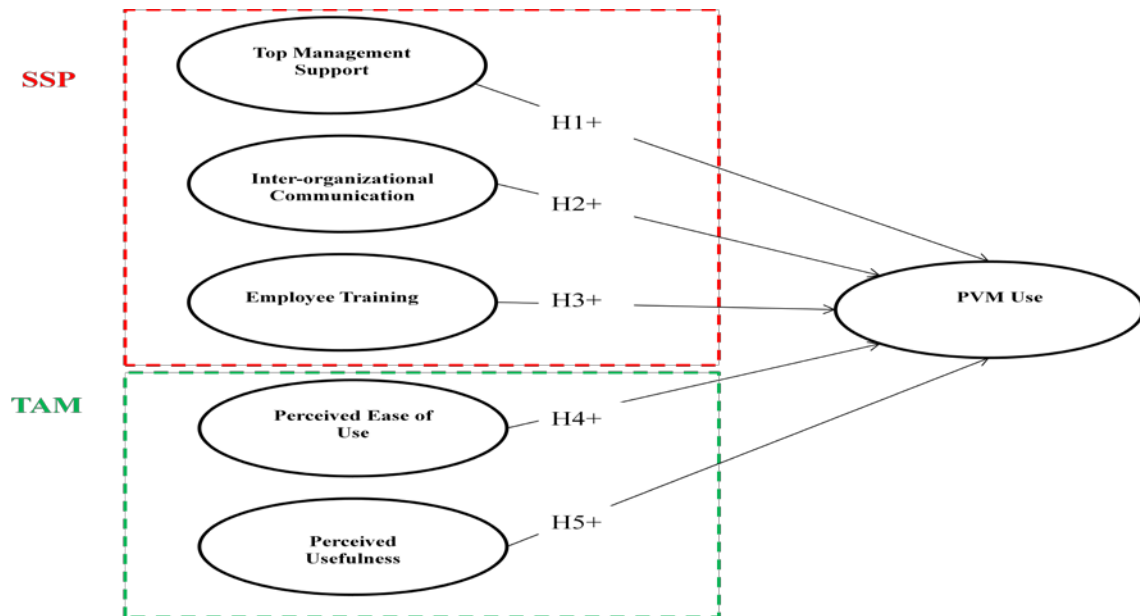 SSP
Top Management
Support
H1+
Inter-organizational
Communication
H2+
Employee Training
H3+
PVM Use
TAM
Perceived Ease of
Use
H4+
Perceived
Usefulness
H5+